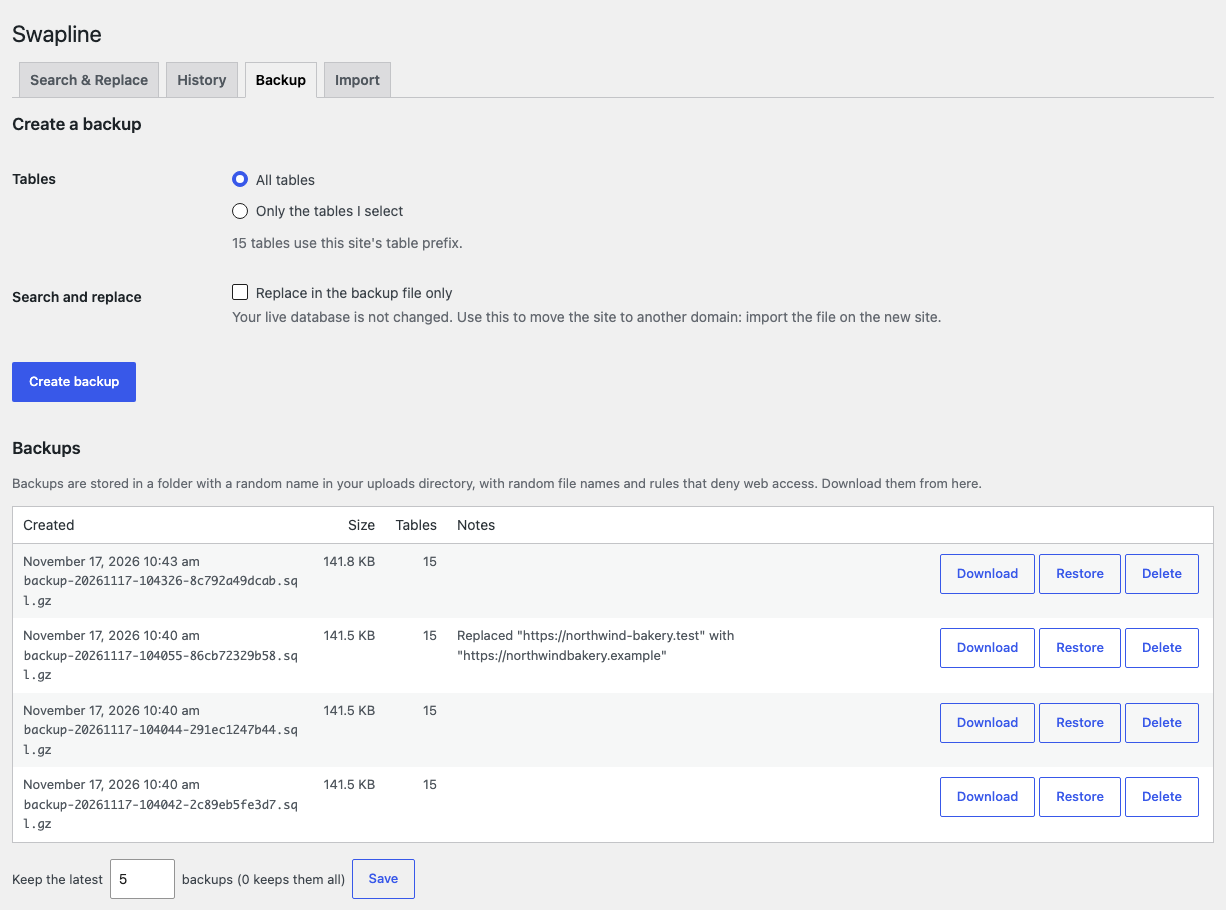 Swapline
Search & Replace
History
Backup
Import
Create a backup
Tables
All tables
Only the tables I select
15 tables use this site's table prefix.
Search and replace
Replace in the backup file only
Your live database is not changed. Use this to move the site to another domain: import the file on the new site.
Create backup
Backups
Backups are stored in a folder with a random name in your uploads directory, with random file names and rules that deny web access. Download them from here.
Created Size Tables Notes
November 17, 2026 10:43 am 141.8 KB 15 Download Restore Delete
backup-20261117-104326-8c792a49dcab.sq
l.gz
November 17, 2026 10:40 am 141.5 KB 15 Replaced "https://northwind-bakery.test" with Download Restore Delete
backup-20261117-104055-86cb72329b58.sq "https://northwindbakery.example"
l.gz
November 17, 2026 10:40 am 141.5 KB 15 Download Restore Delete
backup-20261117-104044-291ec1247b44.sq
l.gz
November 17, 2026 10:40 am 141.5 KB 15 Download Restore Delete
backup-20261117-104042-2c89eb5fe3d7.sq
l.gz
Keep the latest 5 backups (0 keeps them all) Save